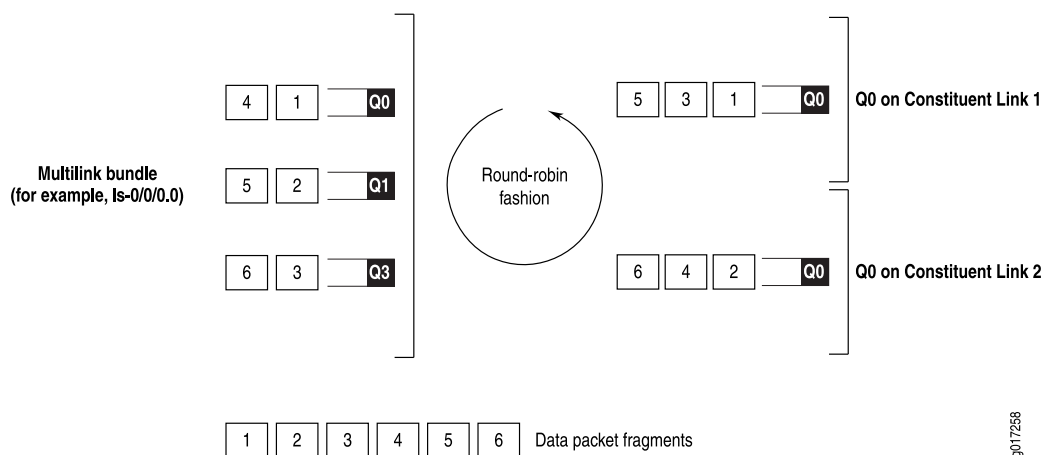 4 1 Q0
5 3 1 Q0 Q0 on Constituent Link 1
Multilink bundle
(for example, ls-0/0/0.0)
5 2 Q1
Round-robin
fashion
6 3 Q3
6 4 2 Q0 Q0 on Constituent Link 2
1 2 3 4 5 6 Data packet fragments
g017258